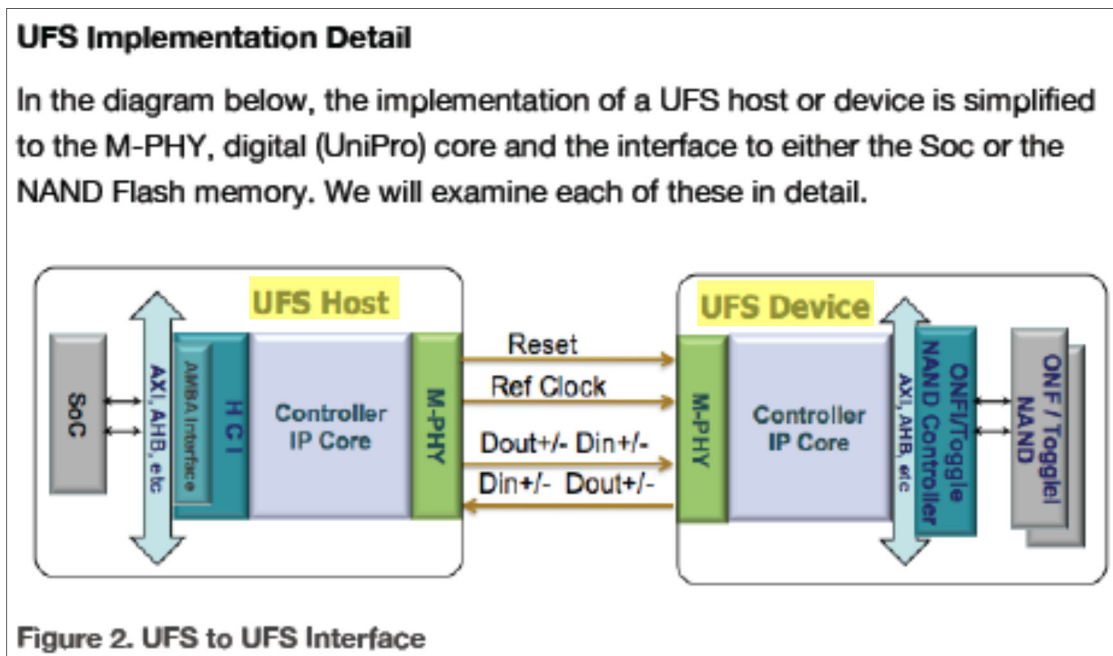 UFS Implementation Detail
In the diagram below, the implementation of a UFS host or device is simplified
to the M-PHY, digital (UniPro) core and the interface to either the Soc or the
NAND Flash memory. We will examine each of these in detail.
UFS Host
SoC
AXI, AHB, etc
AMBA Interface
HCI
Controller
IP Core
M-PHY
Reset
Ref Clock
Dout+/- Din+/-
Din+/- Dout+/-
UFS Device
M-PHY
Controller
IP Core
AXI, AHB, etc
ONFI/Toggle
NAND Controller
ONF / Togglel
NAND
Figure 2. UFS to UFS Interface